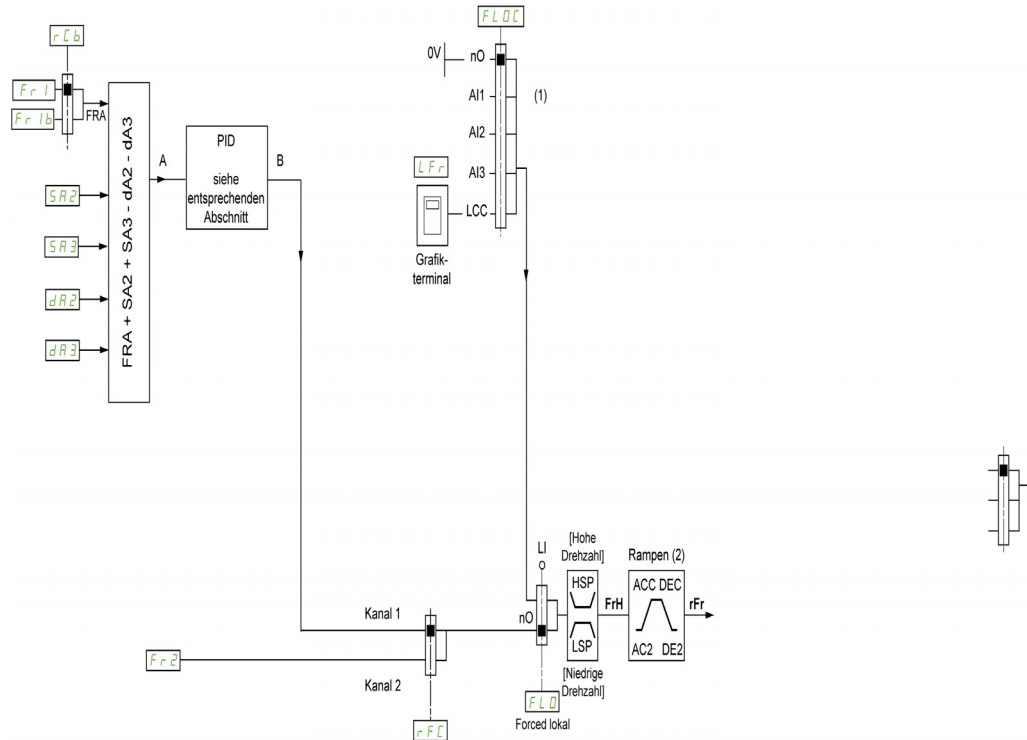 rCb
Fr1
Fr1b
FRA
SA2
SA3
dA2
dA3
FRA + SA2 + SA3 - dA2 - dA3
A
PID
siehe
entsprechenden
Abschnitt
B
FLOC
0V
nO
AI1
(1)
AI2
AI3
LFr
LCC
Grafik-
terminal
Kanal 1
Fr2
Kanal 2
rFC
LI
nO
FLO
Forced lokal
[Hohe
Drehzahl]
HSP
LSP
[Niedrige
Drehzahl]
FrH
Rampen (2)
ACC DEC
AC2 DE2
rFr